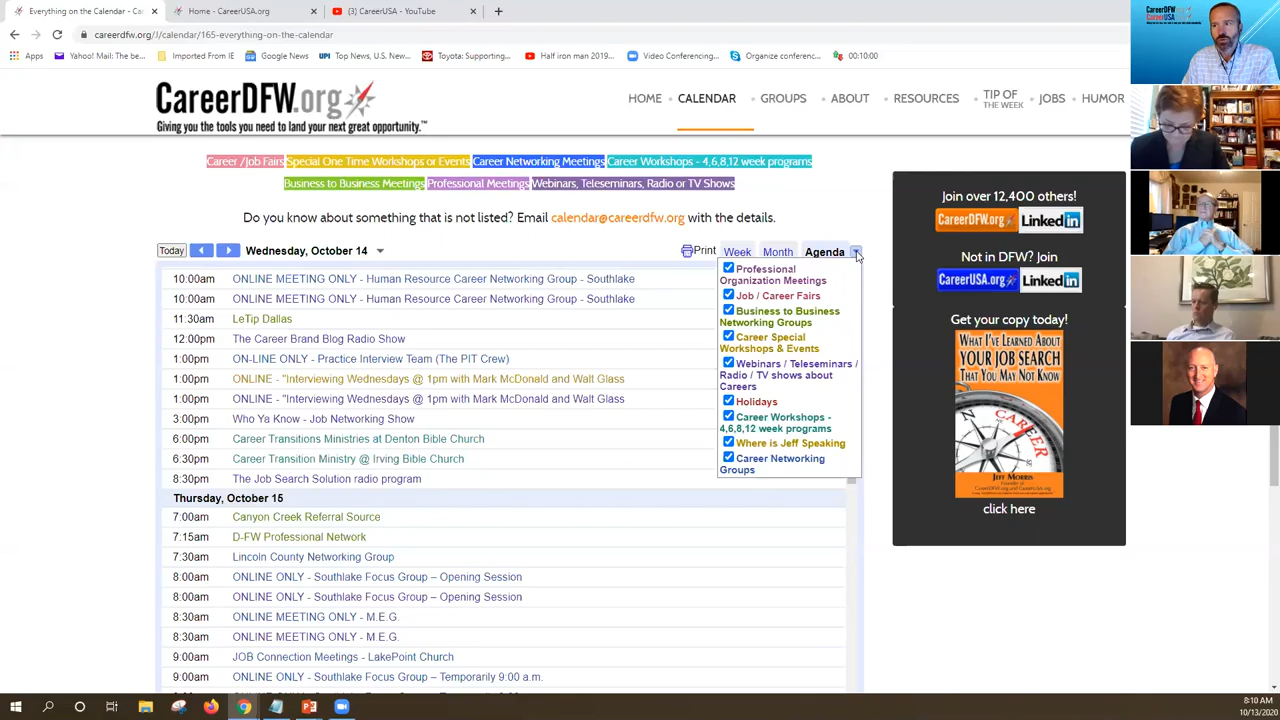 Everything on the Calendar - Ca
Home - CareerUSA.org
(3) CareerUSA - YouTube
careerdfw.org/l/calendar/165-everything-on-the-calendar
Apps
Yahoo! Mail: The be...
Imported From IE
Google News
Top News, U.S. New...
Toyota: Supporting...
Half iron man 2019...
Video Conferencing...
Organize conferenc...
00:10:00
CareerDFW.org
Giving you the tools you need to land your next great opportunity.™
HOME
CALENDAR
GROUPS
ABOUT
RESOURCES
TIP OF
THE WEEK
JOBS
HUMOR
Career /Job Fairs Special One Time Workshops or Events Career Networking Meetings Career Workshops - 4,6,8,12 week programs
Business to Business Meetings Professional Meetings Webinars, Teleseminars, Radio or TV Shows
Do you know about something that is not listed? Email calendar@careerdfw.org with the details.
Today
Wednesday, October 14
Print
Week
Month
Agenda
10:00am ONLINE MEETING ONLY - Human Resource Career Networking Group - Southlake
10:00am ONLINE MEETING ONLY - Human Resource Career Networking Group - Southlake
11:30am LeTip Dallas
12:00pm The Career Brand Blog Radio Show
1:00pm ON-LINE ONLY - Practice Interview Team (The PIT Crew)
1:00pm ONLINE - "Interviewing Wednesdays @ 1pm with Mark McDonald and Walt Glass
1:00pm ONLINE - "Interviewing Wednesdays @ 1pm with Mark McDonald and Walt Glass
3:00pm Who Ya Know - Job Networking Show
6:00pm Career Transitions Ministries at Denton Bible Church
6:30pm Career Transition Ministry @ Irving Bible Church
8:30pm The Job Search Solution radio program
Thursday, October 15
7:00am Canyon Creek Referral Source
7:15am D-FW Professional Network
7:30am Lincoln County Networking Group
8:00am ONLINE ONLY - Southlake Focus Group – Opening Session
8:00am ONLINE ONLY - Southlake Focus Group – Opening Session
8:30am ONLINE MEETING ONLY - M.E.G.
8:30am ONLINE MEETING ONLY - M.E.G.
9:00am JOB Connection Meetings - LakePoint Church
9:00am ONLINE ONLY - Southlake Focus Group – Temporarily 9:00 a.m.
Professional
Organization Meetings
Job / Career Fairs
Business to Business
Networking Groups
Career Special
Workshops & Events
Webinars / Teleseminars /
Radio / TV shows about
Careers
Holidays
Career Workshops -
4,6,8,12 week programs
Where is Jeff Speaking
Career Networking
Groups
Join over 12,400 others!
CareerDFW.org LinkedIn
Not in DFW? Join
CareerUSA.org LinkedIn
Get your copy today!
WHAT I'VE LEARNED ABOUT
YOUR JOB SEARCH
THAT YOU MAY NOT KNOW
CAREER
JEFF MORRIS
Founder of
CareerDFW.org and CareerUSA.org
click here
CareerDFW
CareerUSA
8:10 AM
10/13/2020